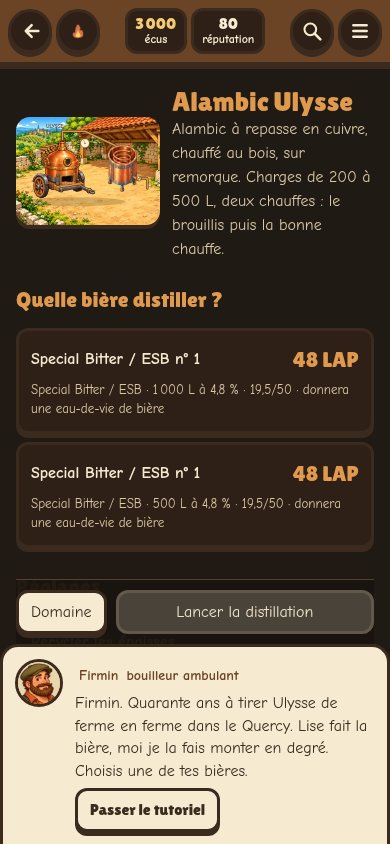 3 000
écus
80
réputation
Alambic Ulysse
Alambic à repasse en cuivre,
chauffé au bois, sur
remorque. Charges de 200 à
500 L, deux chauffes : le
brouillis puis la bonne
chauffe.
Quelle bière distiller ?
Special Bitter / ESB n° 1
48 LAP
Special Bitter / ESB · 1 000 L à 4,8 % · 19,5/50 · donnera
une eau-de-vie de bière
Special Bitter / ESB n° 1
48 LAP
Special Bitter / ESB · 500 L à 4,8 % · 19,5/50 · donnera
une eau-de-vie de bière
Domaine
Lancer la distillation
Firmin bouilleur ambulant
Firmin. Quarante ans à tirer Ulysse de
ferme en ferme dans le Quercy. Lise fait la
bière, moi je la fais monter en degré.
Choisis une de tes bières.
Passer le tutoriel